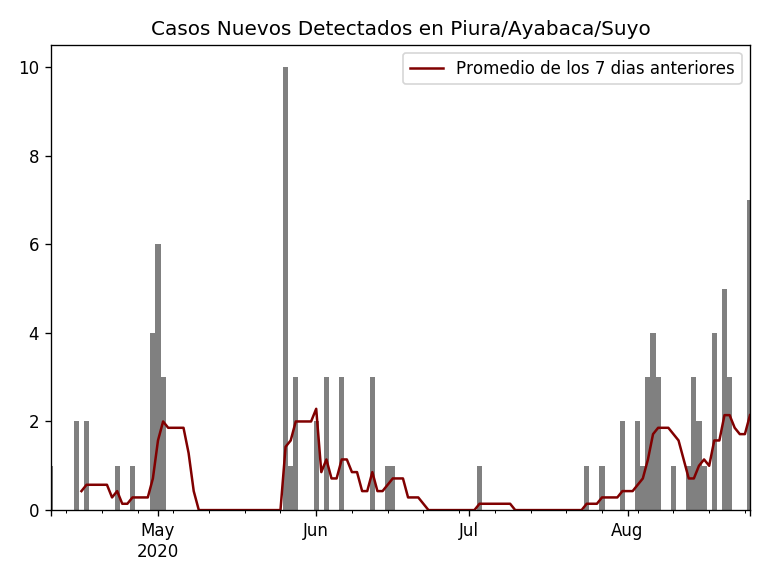 Casos Nuevos Detectados en Piura/Ayabaca/Suyo
Promedio de los 7 dias anteriores
10
8
6
4
2
0
May Jun Jul Aug
2020